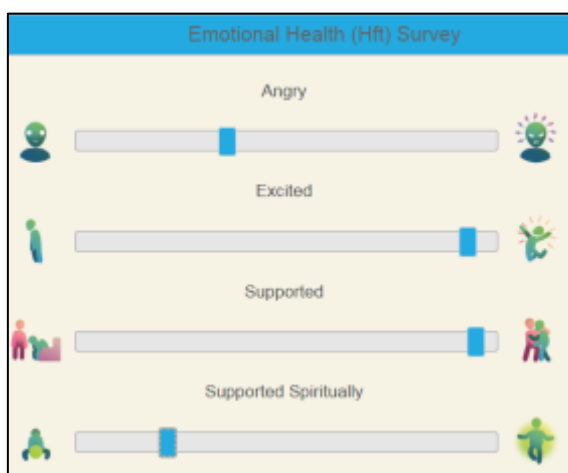 Emotional Health (Hft) Survey
Angry
Excited
Supported
Supported Spiritually